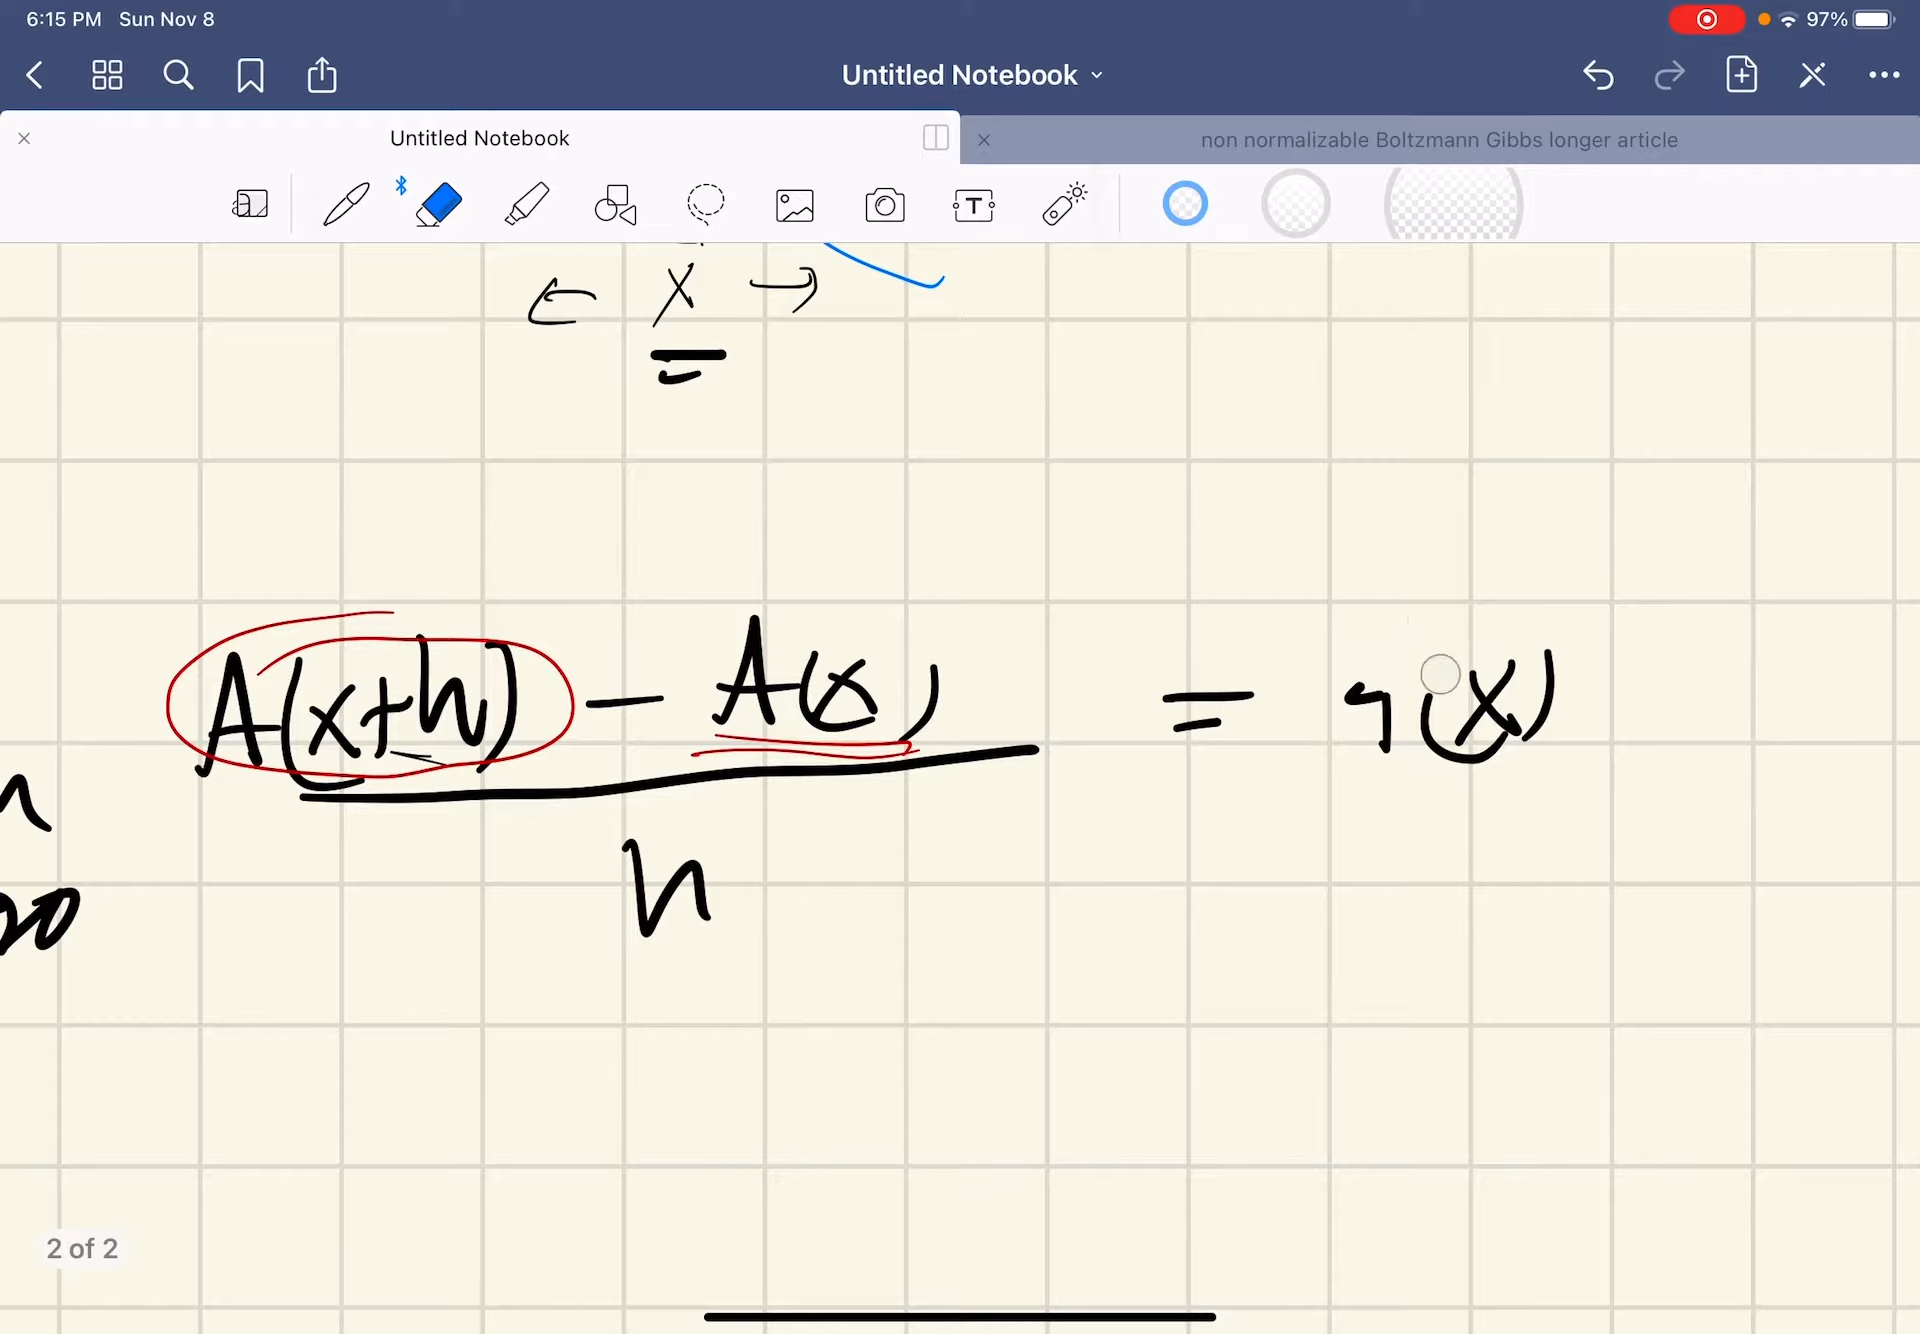 6:15 PM Sun Nov 8
97%
Untitled Notebook
Untitled Notebook
non normalizable Boltzmann Gibbs longer article
a
T
← x →
A(x+h) - A(x) = (x)
h
2 of 2